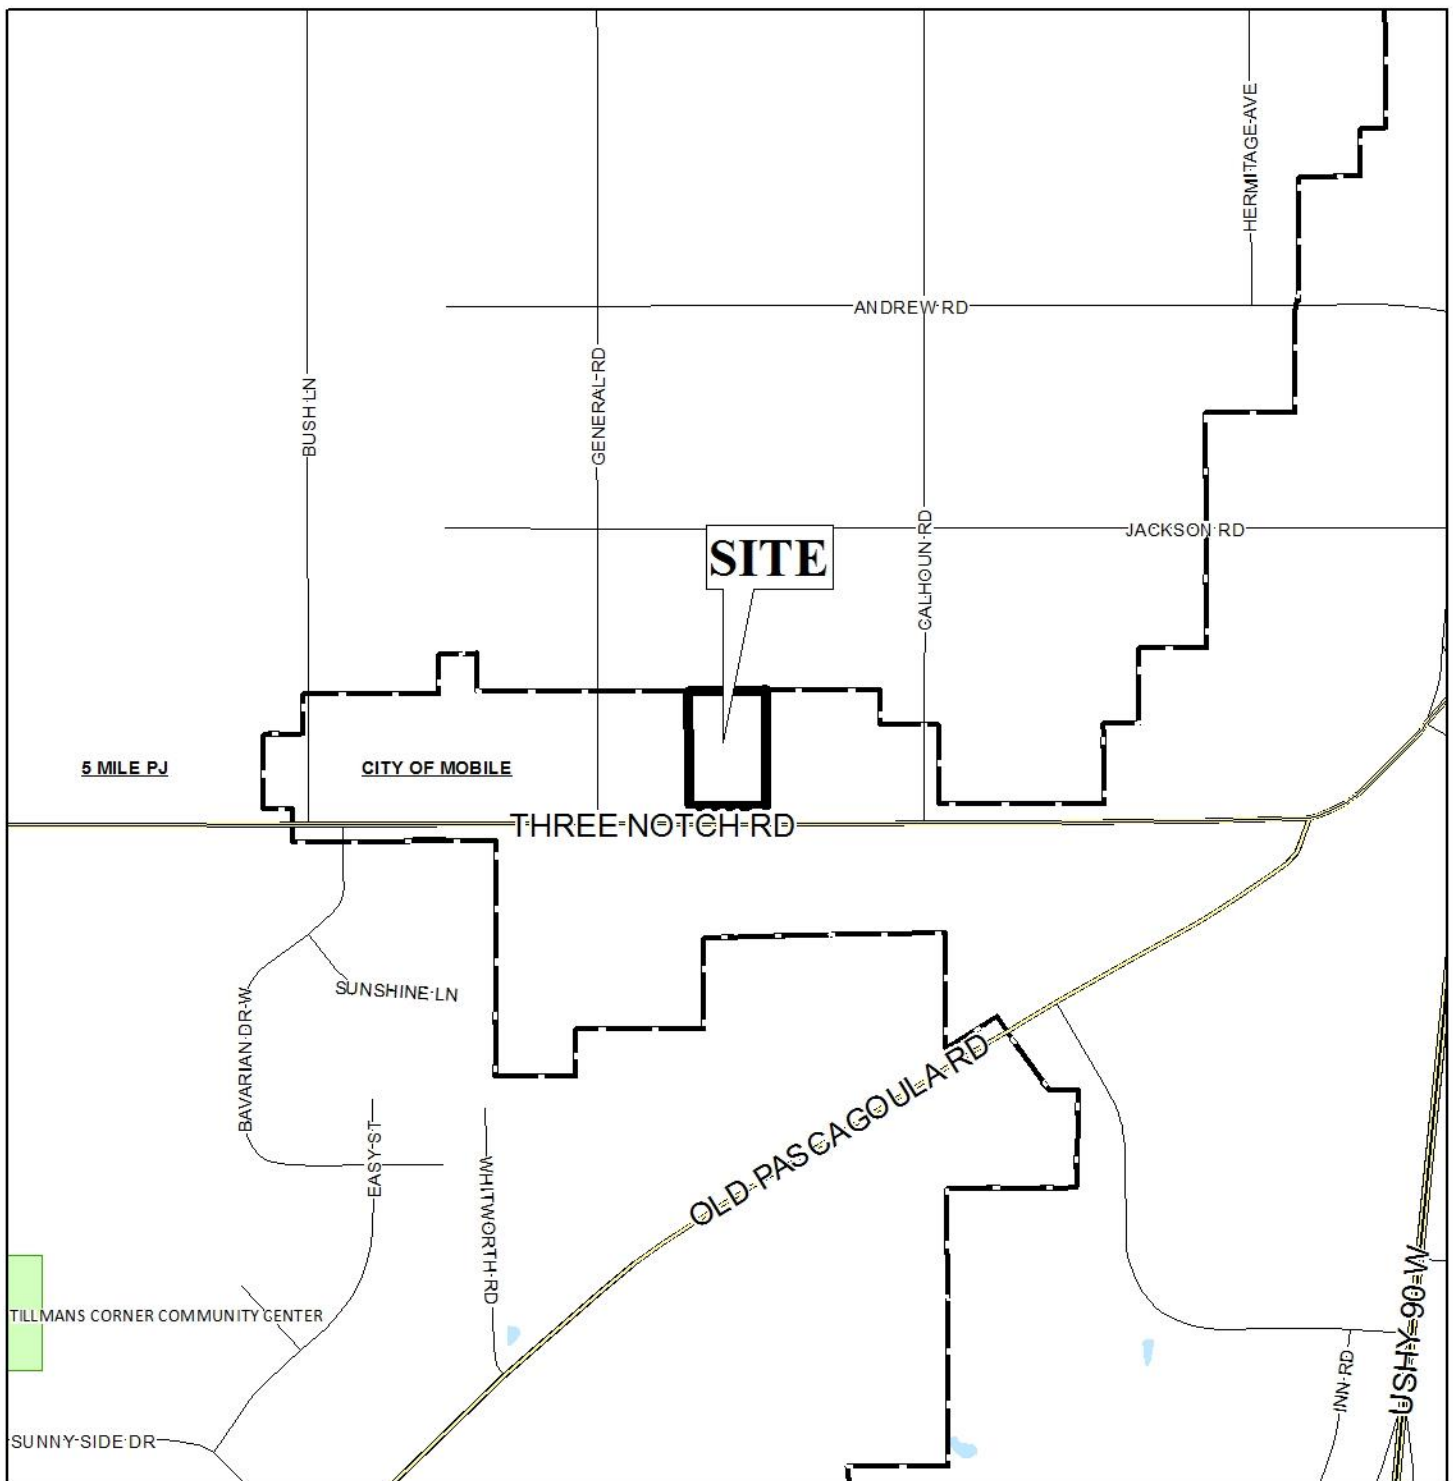 HERMITAGE AVE
ANDREW RD
BUSH LN
GENERAL RD
CALHOUN RD
JACKSON RD
SITE
5 MILE PJ
CITY OF MOBILE
THREE NOTCH RD
SUNSHINE LN
BAVARIAN DR W
OLD PASCAGOULA RD
EASY ST
WHITWORTH RD
TILLMANS CORNER COMMUNITY CENTER
USHY 90 W
INN RD
SUNNY SIDE DR